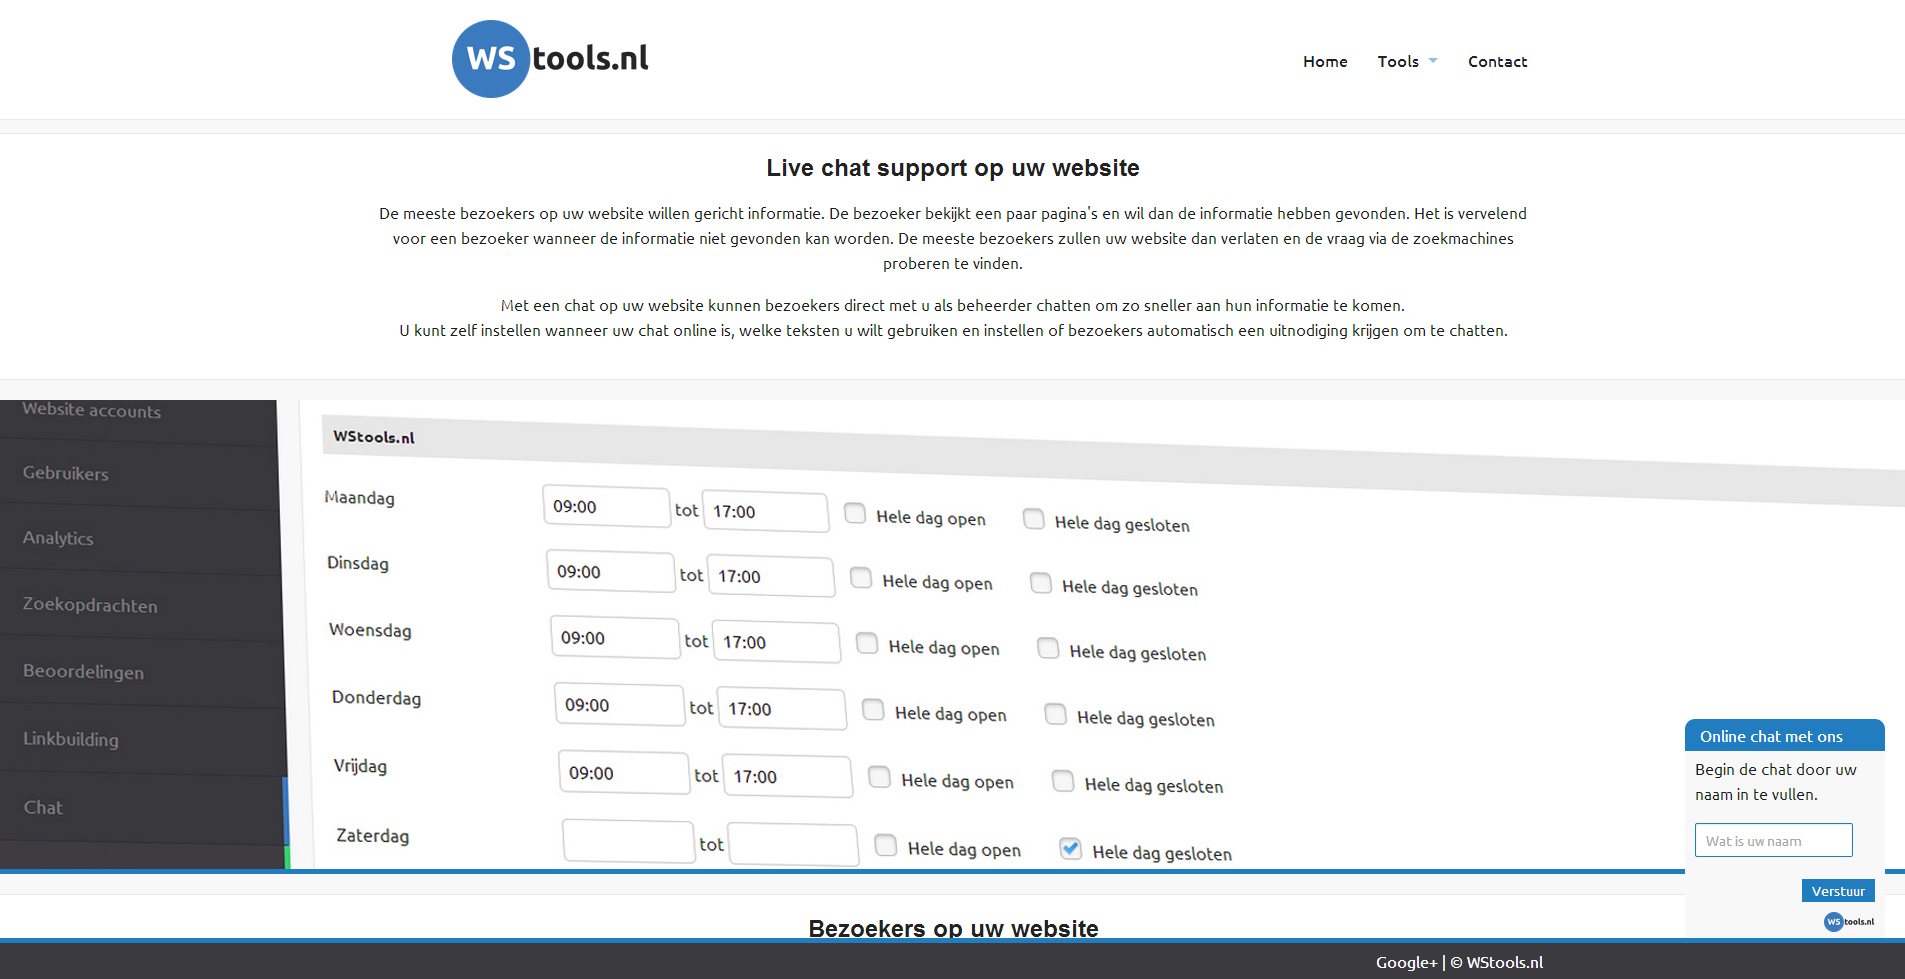 WS tools.nl
Home Tools Contact
Live chat support op uw website
De meeste bezoekers op uw website willen gericht informatie. De bezoeker bekijkt een paar pagina's en wil dan de informatie hebben gevonden. Het is vervelend
voor een bezoeker wanneer de informatie niet gevonden kan worden. De meeste bezoekers zullen uw website dan verlaten en de vraag via de zoekmachines
proberen te vinden.
Met een chat op uw website kunnen bezoekers direct met u als beheerder chatten om zo sneller aan hun informatie te komen.
U kunt zelf instellen wanneer uw chat online is, welke teksten u wilt gebruiken en instellen of bezoekers automatisch een uitnodiging krijgen om te chatten.
Website accounts
Gebruikers
Analytics
Zoekopdrachten
Beoordelingen
Linkbuilding
Chat
WStools.nl
Maandag 09:00 tot 17:00 Hele dag open Hele dag gesloten
Dinsdag 09:00 tot 17:00 Hele dag open Hele dag gesloten
Woensdag 09:00 tot 17:00 Hele dag open Hele dag gesloten
Donderdag 09:00 tot 17:00 Hele dag open Hele dag gesloten
Vrijdag 09:00 tot 17:00 Hele dag open Hele dag gesloten
Zaterdag tot Hele dag open Hele dag gesloten
Online chat met ons
Begin de chat door uw
naam in te vullen.
Wat is uw naam
Verstuur
WS tools.nl
Bezoekers op uw website
Google+ | © WStools.nl